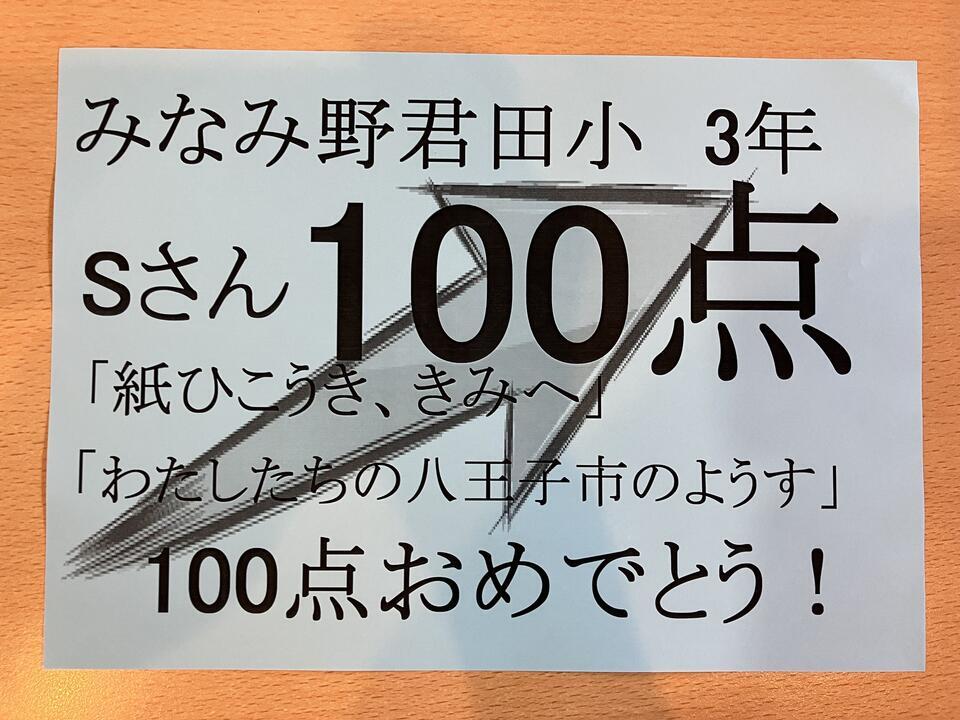 みなみ野君田小 3年
Sさん 100点
「紙ひこうき、きみへ」
「わたしたちの八王子市のようす」
100点おめでとう！